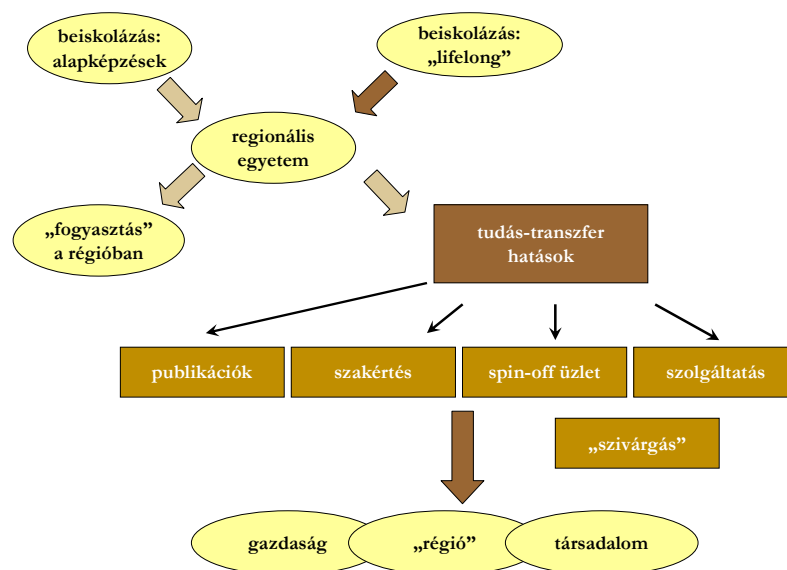 beiskolázás:
alapképzések
beiskolázás:
„lifelong”
regionális
egyetem
„fogyasztás”
a régióban
tudás-transzfer
hatások
publikációk
szakértés
spin-off üzlet
szolgáltatás
„szivárgás”
gazdaság
„régió”
társadalom